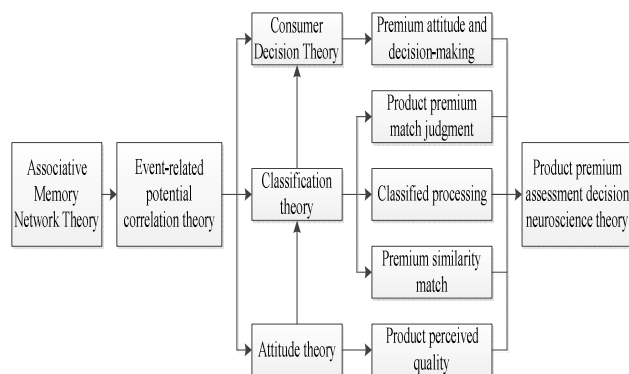 Consumer
Decision Theory
Premium attitude and
decision-making
Product premium
match judgment
Associative
Memory
Network Theory
Event-related
potential
correlation theory
Classification
theory
Classified processing
Product premium
assessment decision
neuroscience theory
Premium similarity
match
Attitude theory
Product perceived
quality